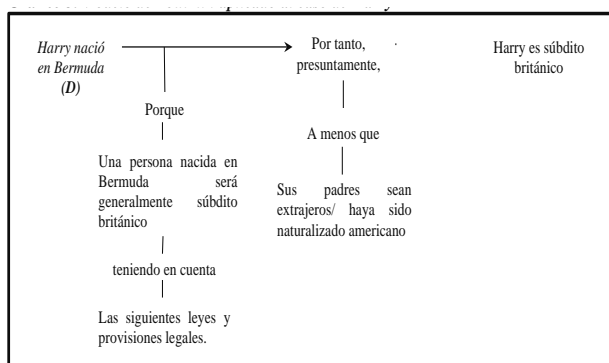 Harry nació
en Bermuda
(D)
Por tanto,
presuntamente,
Harry es súbdito
británico
Porque
A menos que
Una persona nacida en
Bermuda será
generalmente súbdito
británico
Sus padres sean
extranjeros/ haya sido
naturalizado americano
teniendo en cuenta
Las siguientes leyes y
provisiones legales.